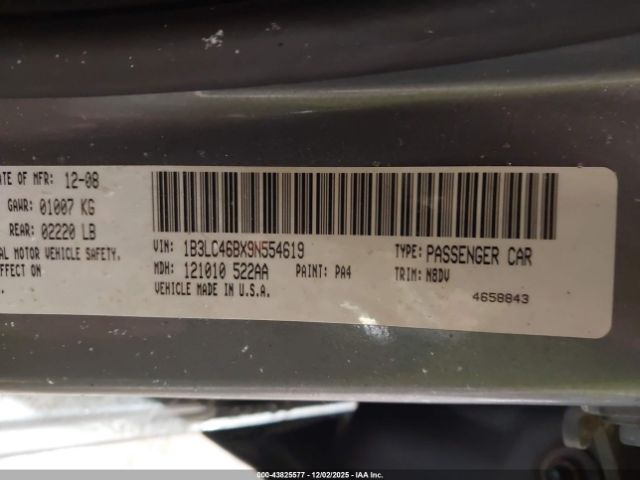 ATE OF MFR: 12-08
GAWR: 01007 KG
REAR: 02220 LB
AL MOTOR VEHICLE SAFETY.
EFFECT ON
VIN: 1B3LC46BX9N554619
TYPE: PASSENGER CAR
MDH: 121010 522AA
PAINT: PA4
TRIM: N8DV
VEHICLE MADE IN U.S.A.
4658843
000-43825577 - 12/02/2025 - IAA Inc.